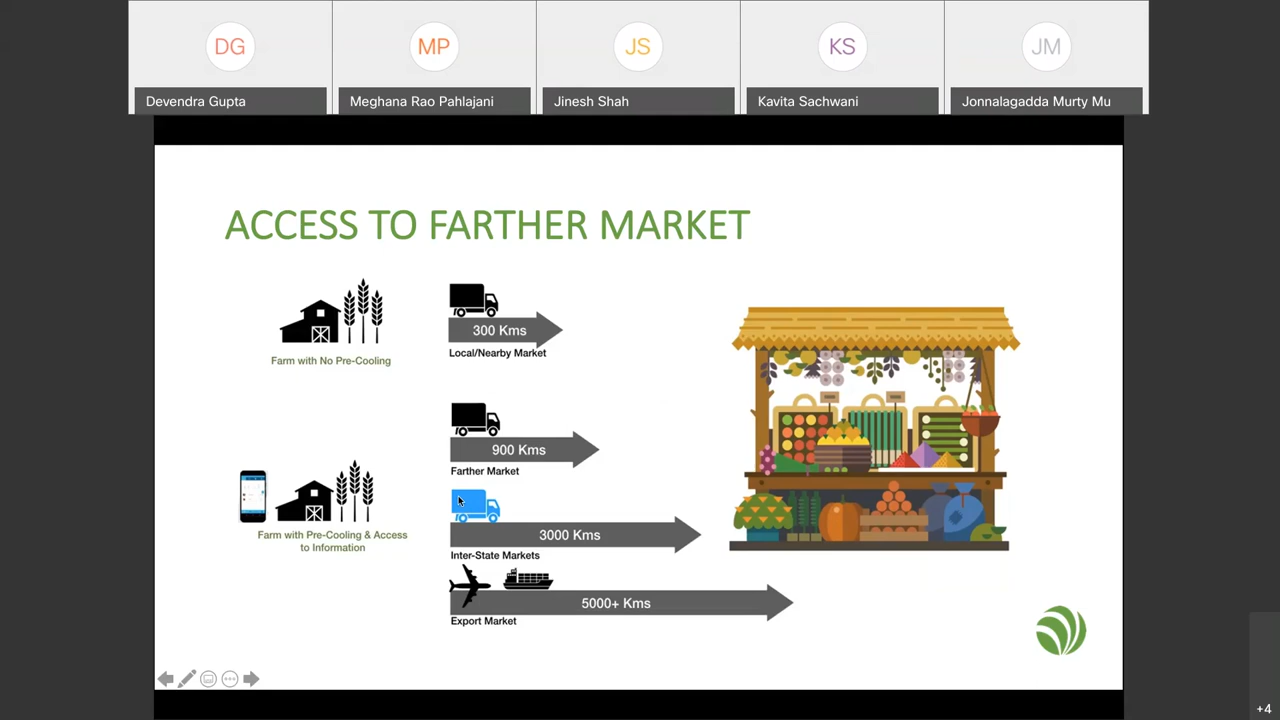 DG
MP
JS
KS
JM
Devendra Gupta
Meghana Rao Pahlajani
Jinesh Shah
Kavita Sachwani
Jonnalagadda Murty Mu
ACCESS TO FARTHER MARKET
300 Kms
Local/Nearby Market
Farm with No Pre-Cooling
900 Kms
Farther Market
3000 Kms
Inter-State Markets
Farm with Pre-Cooling & Access
to Information
5000+ Kms
Export Market
+4